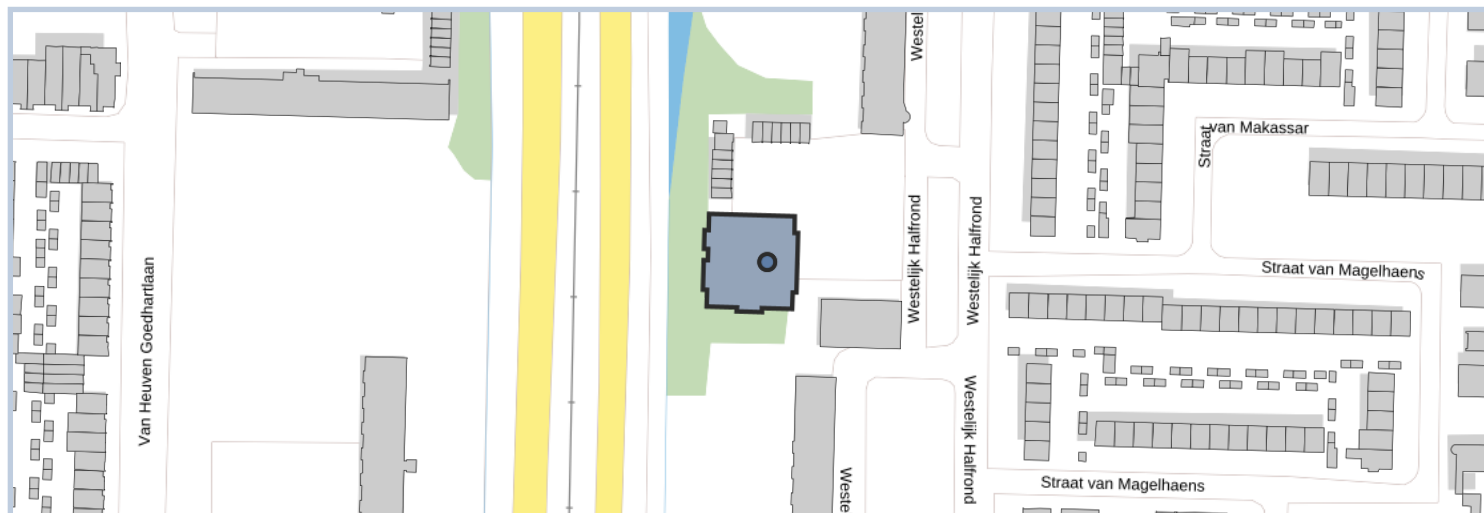 Westel
Straat
van Makassar
Van Heuven Goedhartlaan
Westelijk Halfrond
Westelijk Halfrond
Straat van Magelhaens
Westelijk Halfrond
Weste
Straat van Magelhaens